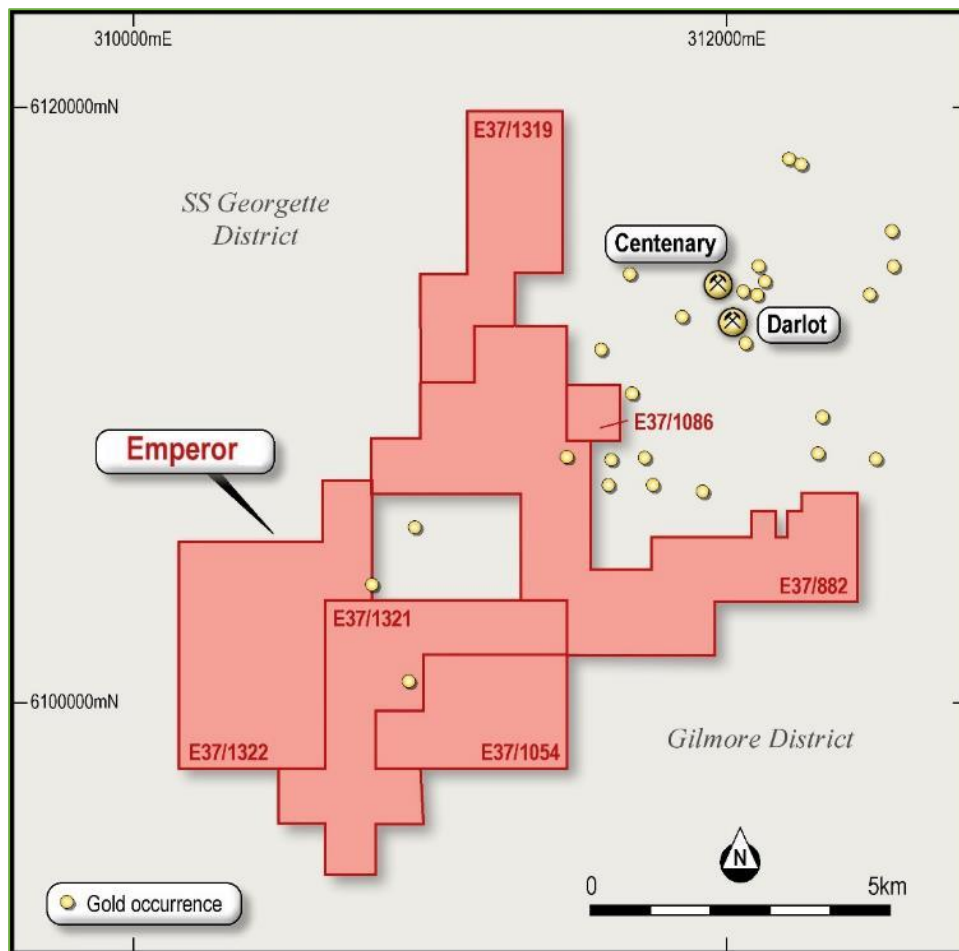 310000mE
312000mE
6120000mN
E37/1319
SS Georgette
District
Centenary
Darlot
E37/1086
Emperor
E37/882
E37/1321
6100000mN
Gilmore District
E37/1322
E37/1054
N
0
5km
Gold occurrence